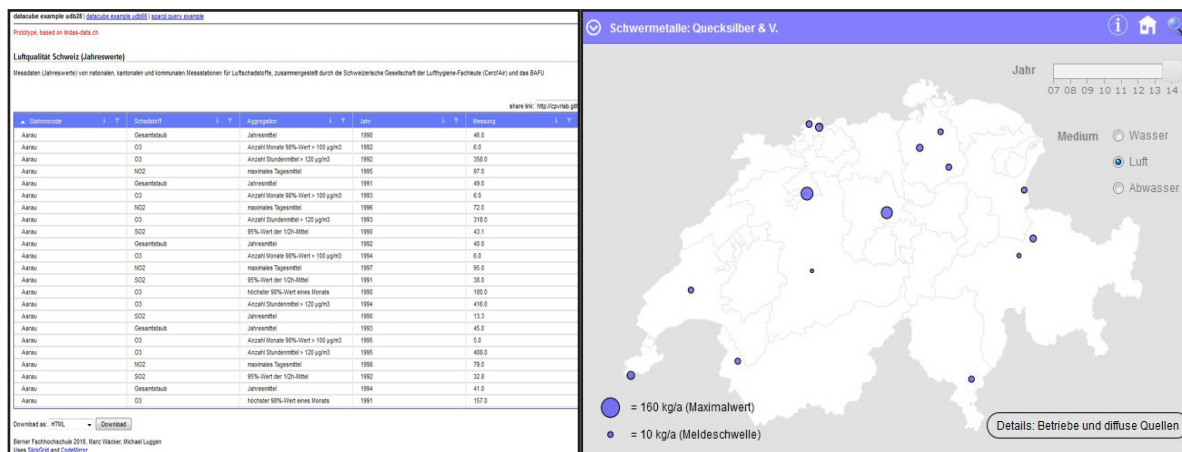 datacube example udb28 | datacube example udb66 | sparql query example
Prototype, based on lindas-data.ch
Luftqualität Schweiz (Jahreswerte)
Messdaten (Jahreswerte) von nationalen, kantonalen und kommunalen Messstationen für Luftschadstoffe, zusammengestellt durch die Schweizerische Gesellschaft der Lufthygiene-Fachleute (Cercl'Air) und das BAFU
share link: http://cpvrlab.gith
Stationscode Schadstoff Aggregation Jahr Messung
Aarau Gesamtstaub Jahresmittel 1990 46.0
Aarau O3 Anzahl Monate 98%-Wert > 100 µg/m3 1992 6.0
Aarau O3 Anzahl Stundenmittel > 120 µg/m3 1992 358.0
Aarau NO2 maximales Tagesmittel 1995 97.0
Aarau Gesamtstaub Jahresmittel 1991 49.0
Aarau O3 Anzahl Monate 98%-Wert > 100 µg/m3 1993 6.0
Aarau NO2 maximales Tagesmittel 1996 72.0
Aarau O3 Anzahl Stundenmittel > 120 µg/m3 1993 318.0
Aarau SO2 95%-Wert der 1/2h-Mittel 1990 43.1
Aarau Gesamtstaub Jahresmittel 1992 40.0
Aarau O3 Anzahl Monate 98%-Wert > 100 µg/m3 1994 6.0
Aarau NO2 maximales Tagesmittel 1997 95.0
Aarau SO2 95%-Wert der 1/2h-Mittel 1991 38.0
Aarau O3 höchster 98%-Wert eines Monats 1990 180.0
Aarau O3 Anzahl Stundenmittel > 120 µg/m3 1994 416.0
Aarau SO2 Jahresmittel 1990 13.3
Aarau Gesamtstaub Jahresmittel 1993 45.0
Aarau O3 Anzahl Monate 98%-Wert > 100 µg/m3 1995 5.0
Aarau O3 Anzahl Stundenmittel > 120 µg/m3 1995 408.0
Aarau NO2 maximales Tagesmittel 1998 79.0
Aarau SO2 95%-Wert der 1/2h-Mittel 1992 32.8
Aarau Gesamtstaub Jahresmittel 1994 41.0
Aarau O3 höchster 98%-Wert eines Monats 1991 157.0
Download as: HTML Download
Berner Fachhochschule 2016, Marc Wacker, Michael Luggen
Uses SlickGrid and CodeMirror
Schwermetalle: Quecksilber & V.
Jahr
07 08 09 10 11 12 13 14
Medium Wasser
Luft
Abwasser
= 160 kg/a (Maximalwert)
= 10 kg/a (Meldeschwelle)
Details: Betriebe und diffuse Quellen